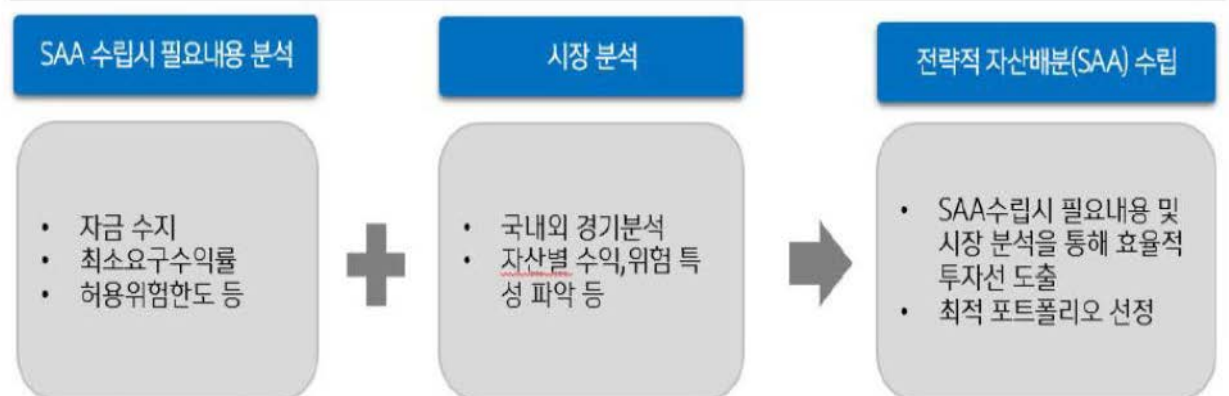 SAA 수립시 필요내용 분석
• 자금 수지
• 최소요구수익률
• 허용위험한도 등
시장 분석
• 국내외 경기분석
• 자산별 수익,위험 특
성 파악 등
전략적 자산배분(SAA) 수립
• SAA수립시 필요내용 및
시장 분석을 통해 효율적
투자선 도출
• 최적 포트폴리오 선정